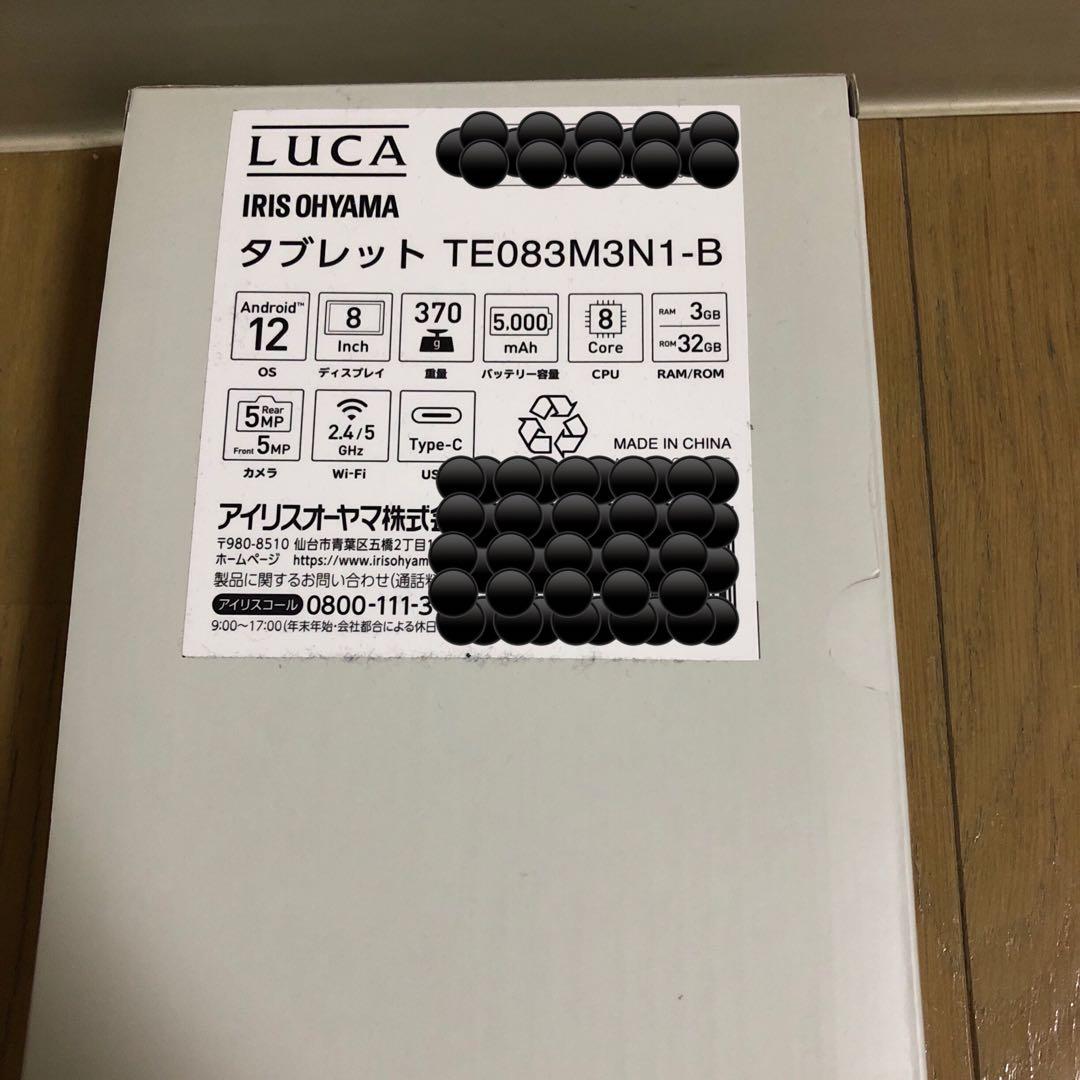 LUCA
IRIS OHYAMA
タブレット TE083M3N1-B
Android™ 12
OS
8 Inch
ディスプレイ
370 g
重量
5,000 mAh
バッテリー容量
8 Core
CPU
RAM 3GB
ROM 32GB
RAM/ROM
5MP Rear
Front 5MP
カメラ
2.4/5 GHz
Wi-Fi
Type-C
US
MADE IN CHINA
アイリスオーヤマ株式
〒980-8510 仙台市青葉区五橋2丁目1
ホームページ https://www.irisohyam
製品に関するお問い合わせ(通話料
アイリスコール 0800-111-3
9:00〜17:00(年末年始・会社都合による休日